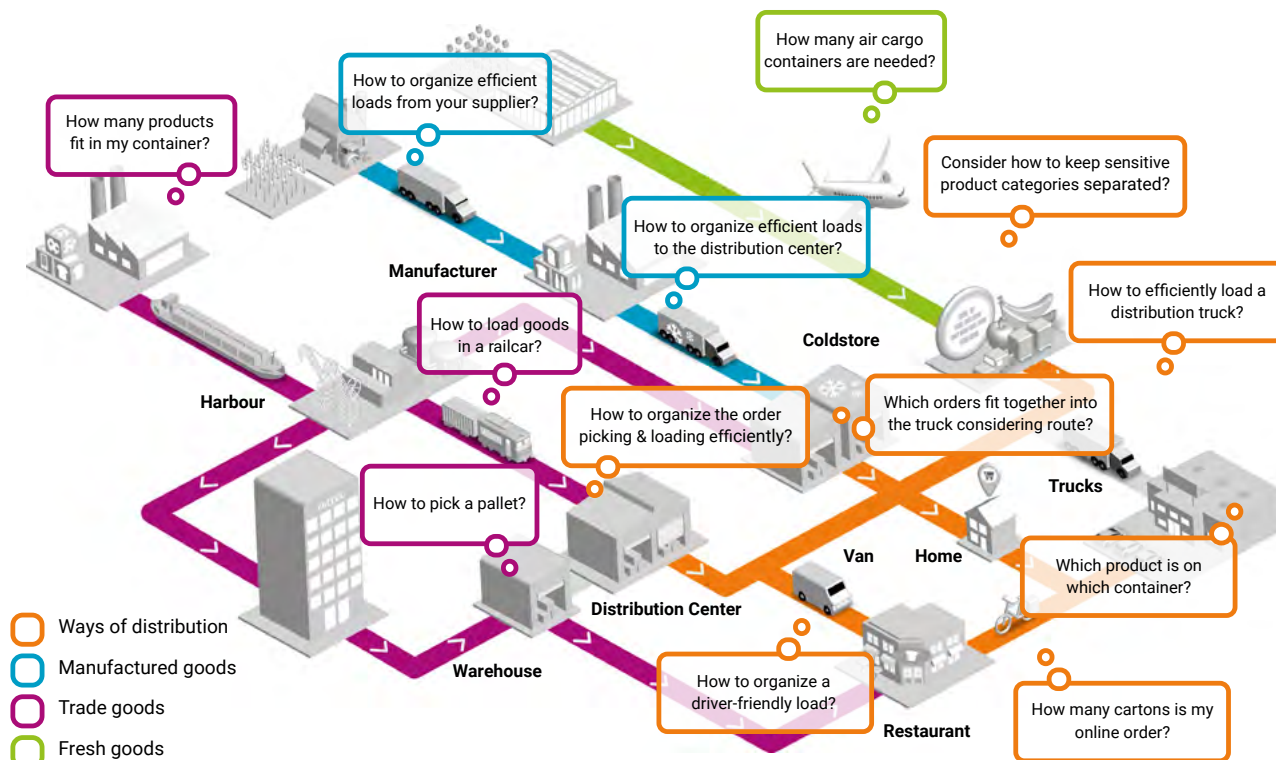 How many air cargo
containers are needed?
How to organize efficient
loads from your supplier?
How many products
fit in my container?
Consider how to keep sensitive
product categories separated?
How to organize efficient loads
to the distribution center?
Manufacturer
How to efficiently load a
distribution truck?
How to load goods
in a railcar?
Coldstore
Harbour
How to organize the order
picking & loading efficiently?
Which orders fit together into
the truck considering route?
Trucks
How to pick a pallet?
Van
Home
Which product is on
which container?
Distribution Center
Warehouse
How to organize a
driver-friendly load?
Restaurant
How many cartons is my
online order?
Ways of distribution
Manufactured goods
Trade goods
Fresh goods